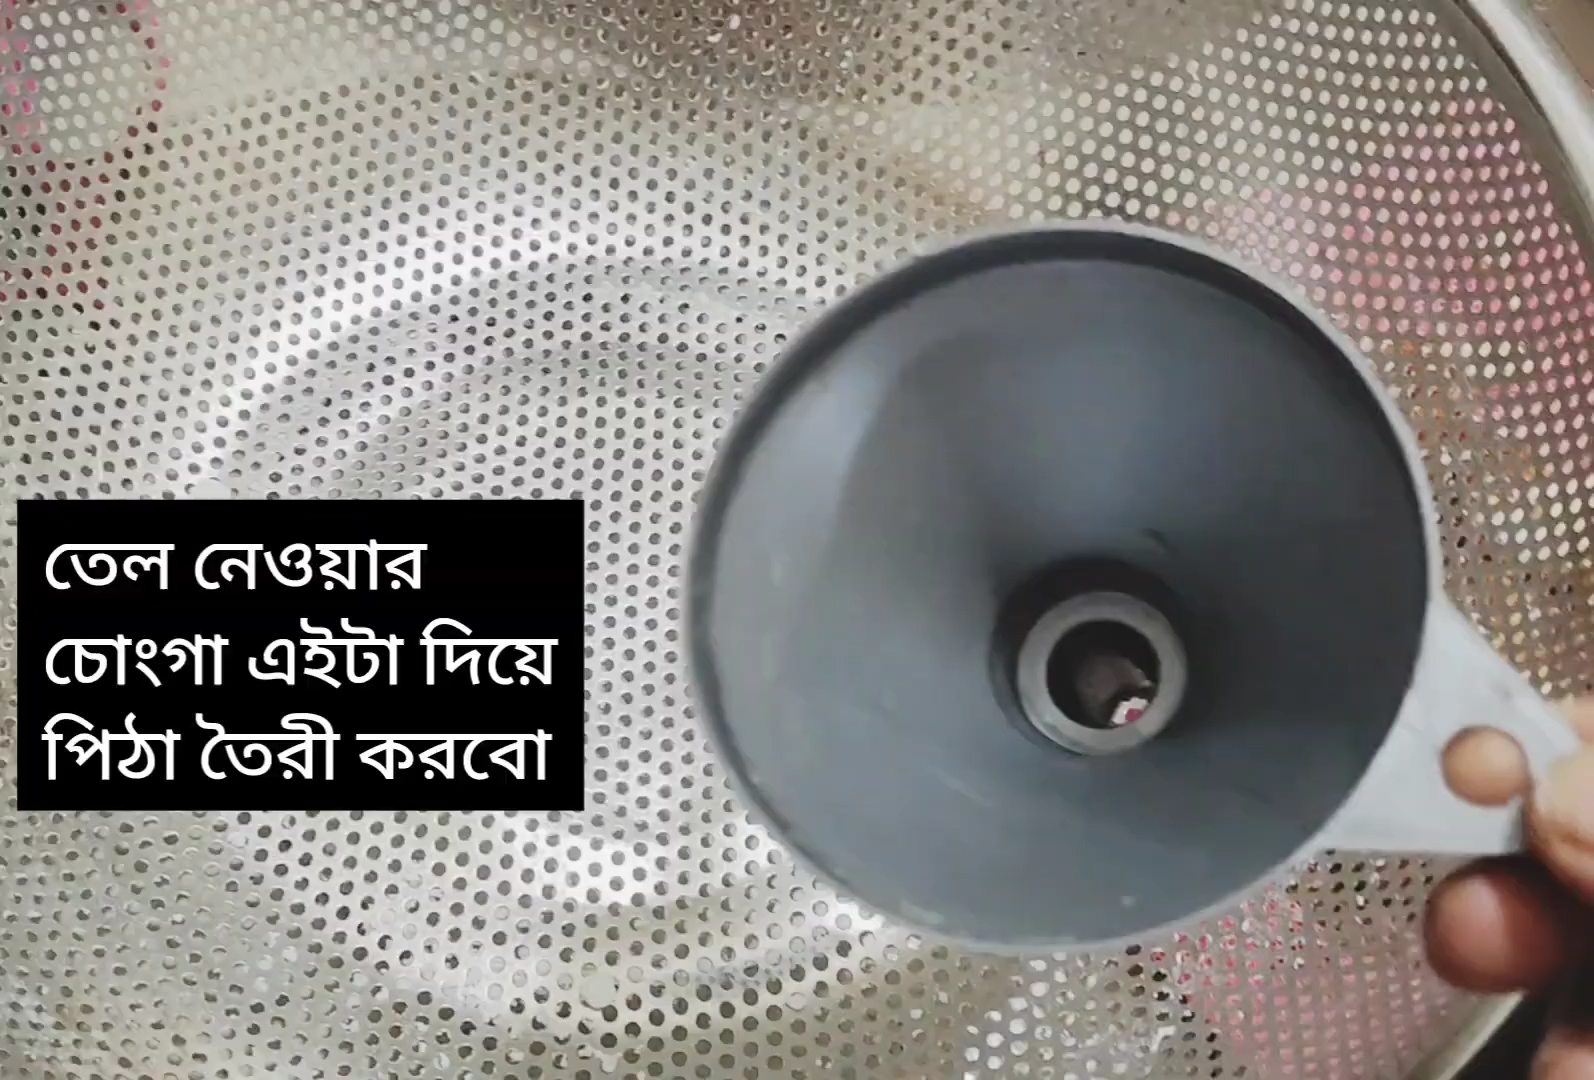 তেল নেওয়ার
চোংগা এইটা দিয়ে
পিঠা তৈরী করবো